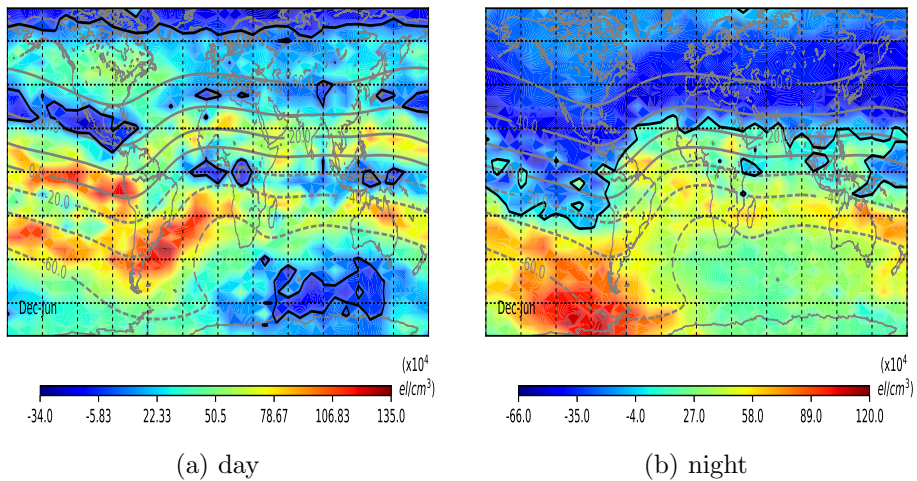 Dec-Jun
Dec-Jun
(x10⁴
el/cm³)
-34.0 -5.83 22.33 50.5 78.67 106.83 135.0
(x10⁴
el/cm³)
-66.0 -35.0 -4.0 27.0 58.0 89.0 120.0
(a) day
(b) night